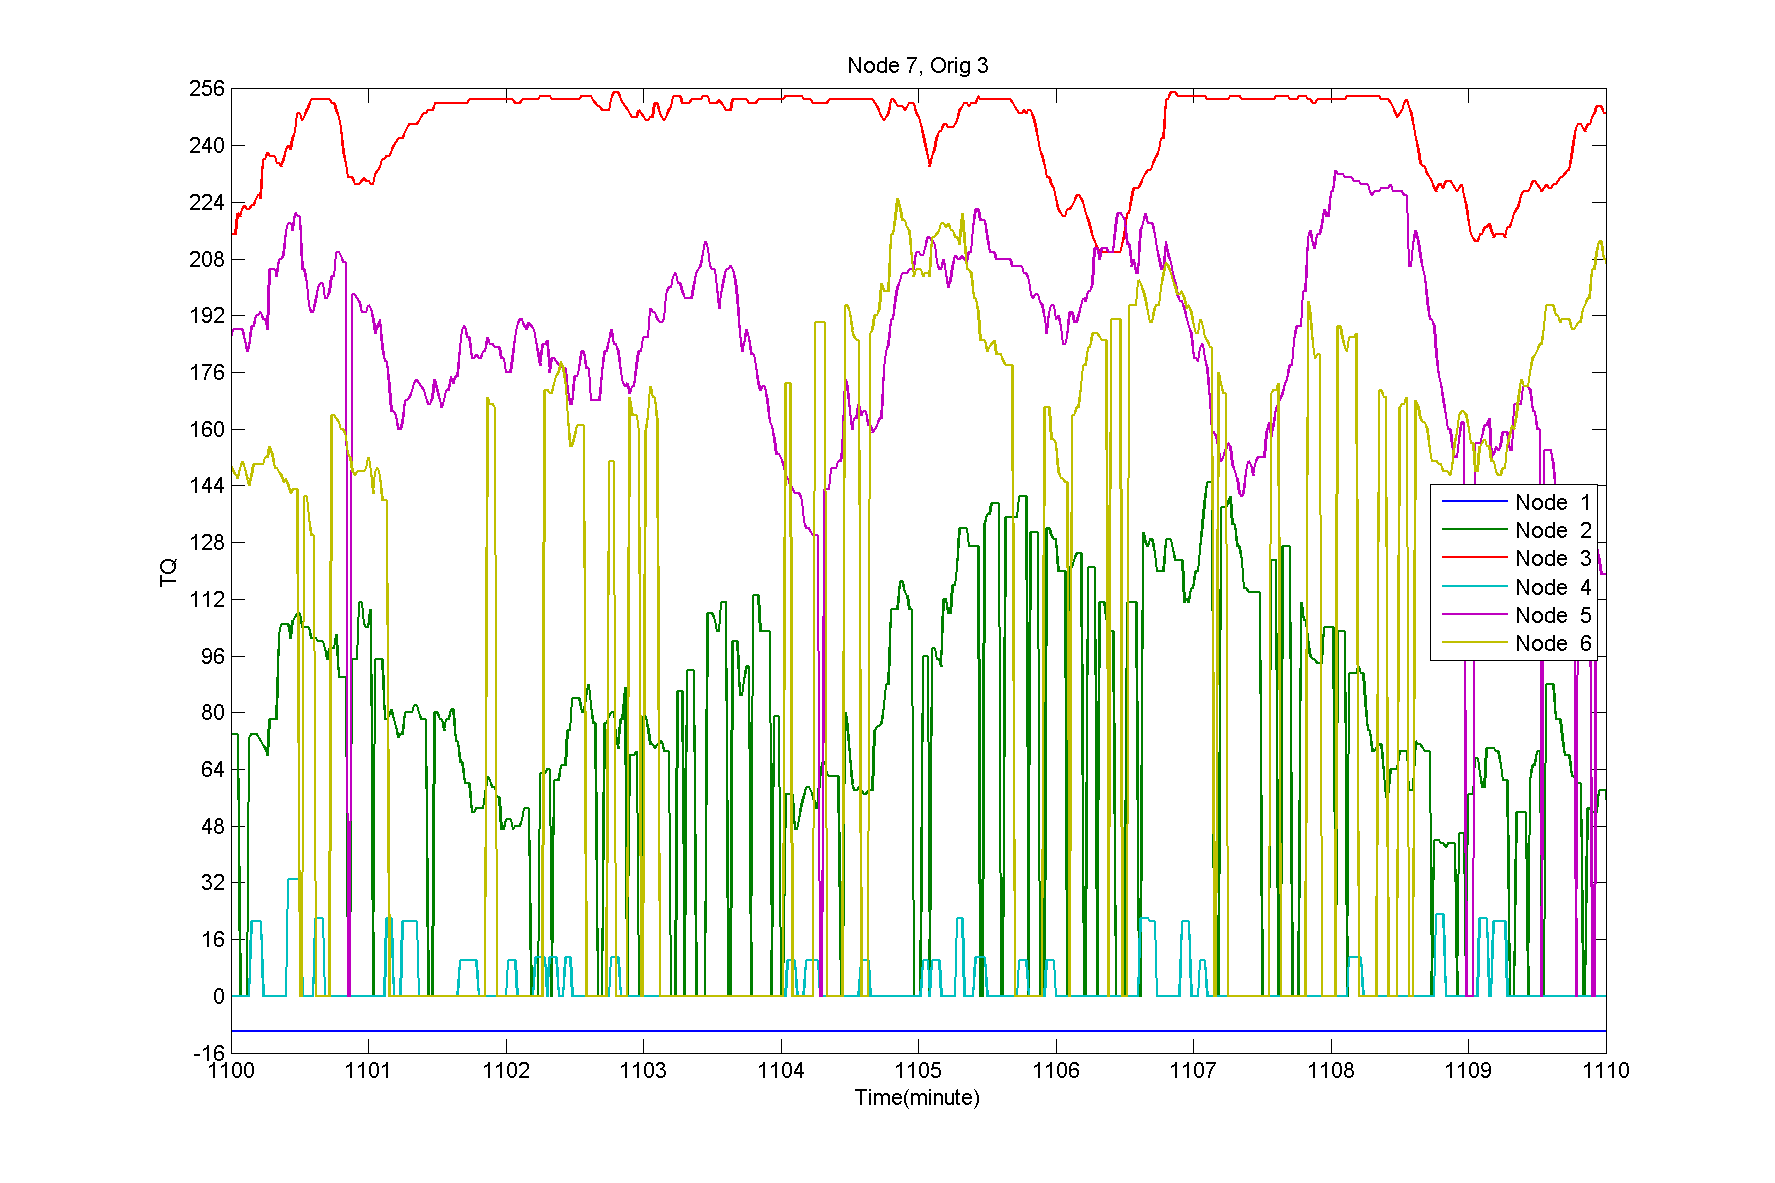 Node 7, Orig 3
256
240
224
208
192
176
160
144
128
112
96
80
64
48
32
16
0
-16
TQ
1100 1101 1102 1103 1104 1105 1106 1107 1108 1109 1110
Time(minute)
Node 1
Node 2
Node 3
Node 4
Node 5
Node 6